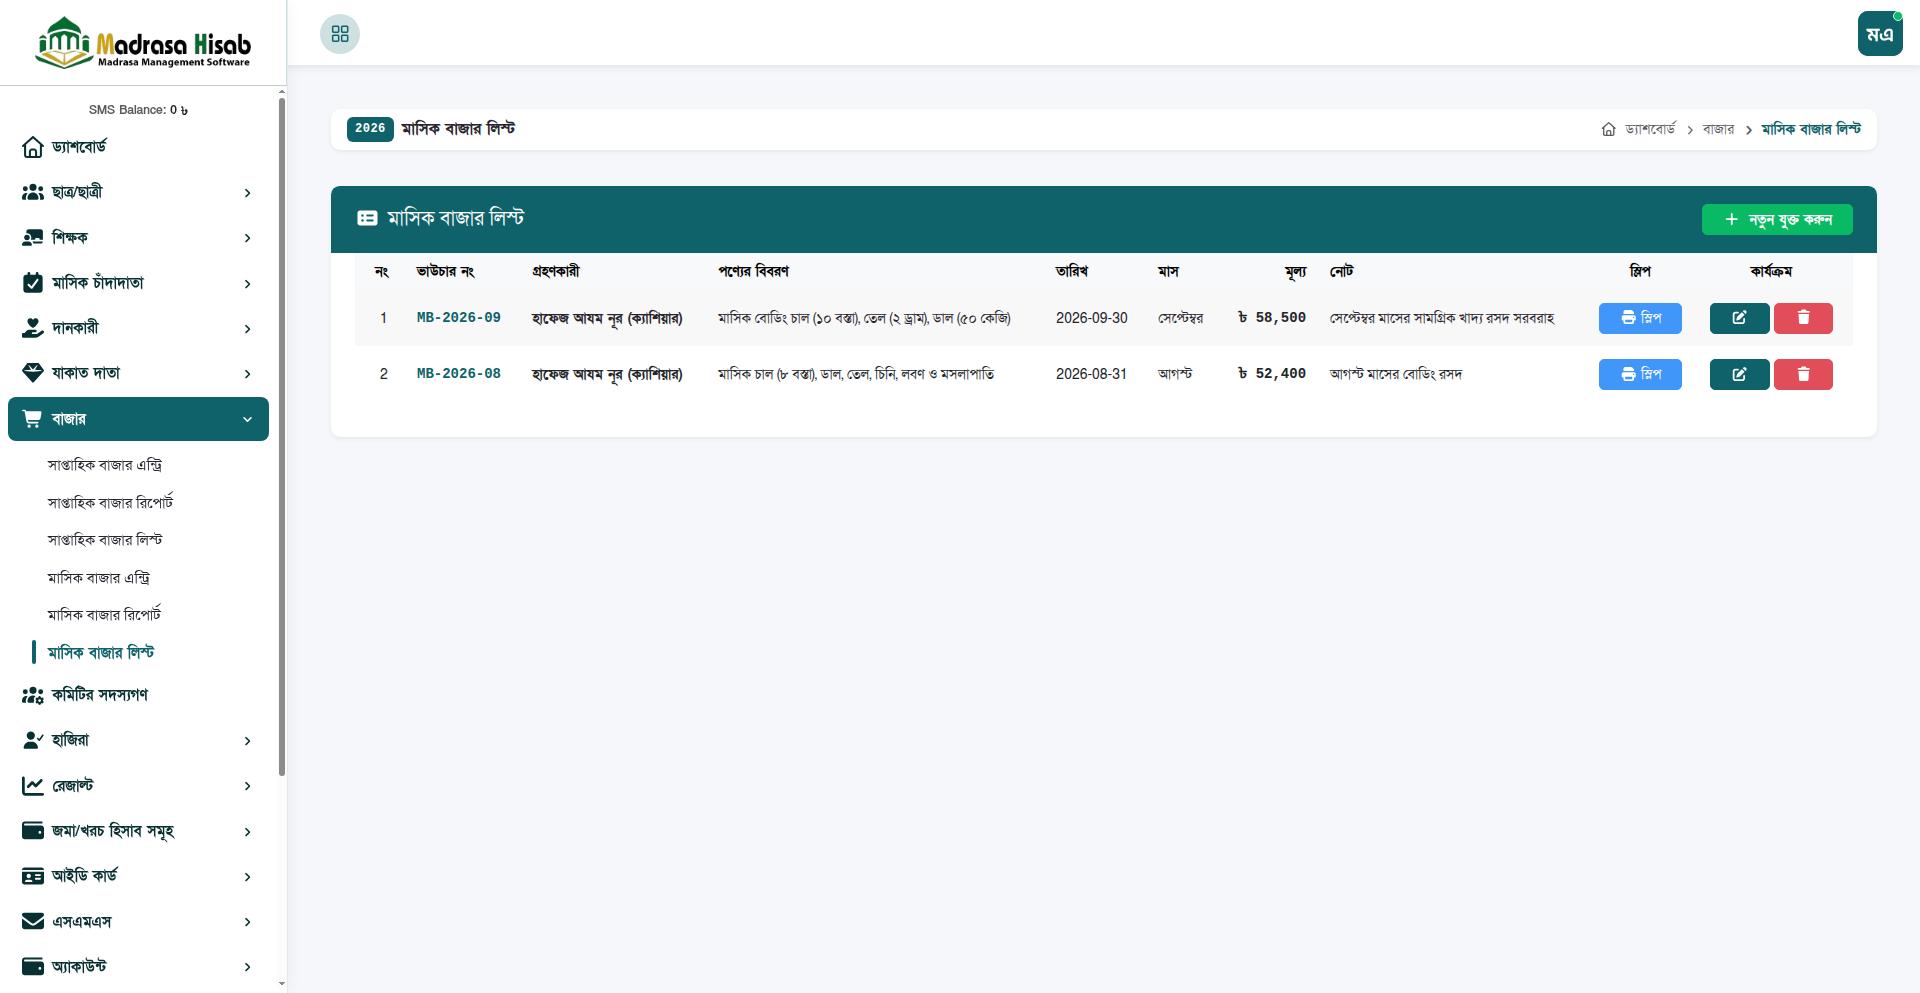 Madrasa Hisab
Madrasa Management Software
SMS Balance: 0 ৳
ড্যাশবোর্ড
ছাত্র/ছাত্রী
শিক্ষক
মাসিক চাঁদাদাতা
দানকারী
যাকাত দাতা
বাজার
সাপ্তাহিক বাজার এন্ট্রি
সাপ্তাহিক বাজার রিপোর্ট
সাপ্তাহিক বাজার লিস্ট
মাসিক বাজার এন্ট্রি
মাসিক বাজার রিপোর্ট
মাসিক বাজার লিস্ট
কমিটির সদস্যগণ
হাজিরা
রেজাল্ট
জমা/খরচ হিসাব সমূহ
আইডি কার্ড
এসএমএস
অ্যাকাউন্ট
মএ
2026 মাসিক বাজার লিস্ট
ড্যাশবোর্ড > বাজার > মাসিক বাজার লিস্ট
মাসিক বাজার লিস্ট
+ নতুন যুক্ত করুন
নং ভাউচার নং গ্রহণকারী পণ্যের বিবরণ তারিখ মাস মূল্য নোট স্লিপ কার্যক্রম
1 MB-2026-09 হাফেজ আযম নূর (ক্যাশিয়ার) মাসিক বোডিং চাল (১০ বস্তা), তেল (২ ড্রাম), ডাল (৫০ কেজি) 2026-09-30 সেপ্টেম্বর ৳ 58,500 সেপ্টেম্বর মাসের সামগ্রিক খাদ্য রসদ সরবরাহ স্লিপ
2 MB-2026-08 হাফেজ আযম নূর (ক্যাশিয়ার) মাসিক চাল (৮ বস্তা), ডাল, তেল, চিনি, লবণ ও মসলাপাতি 2026-08-31 আগস্ট ৳ 52,400 আগস্ট মাসের বোডিং রসদ স্লিপ